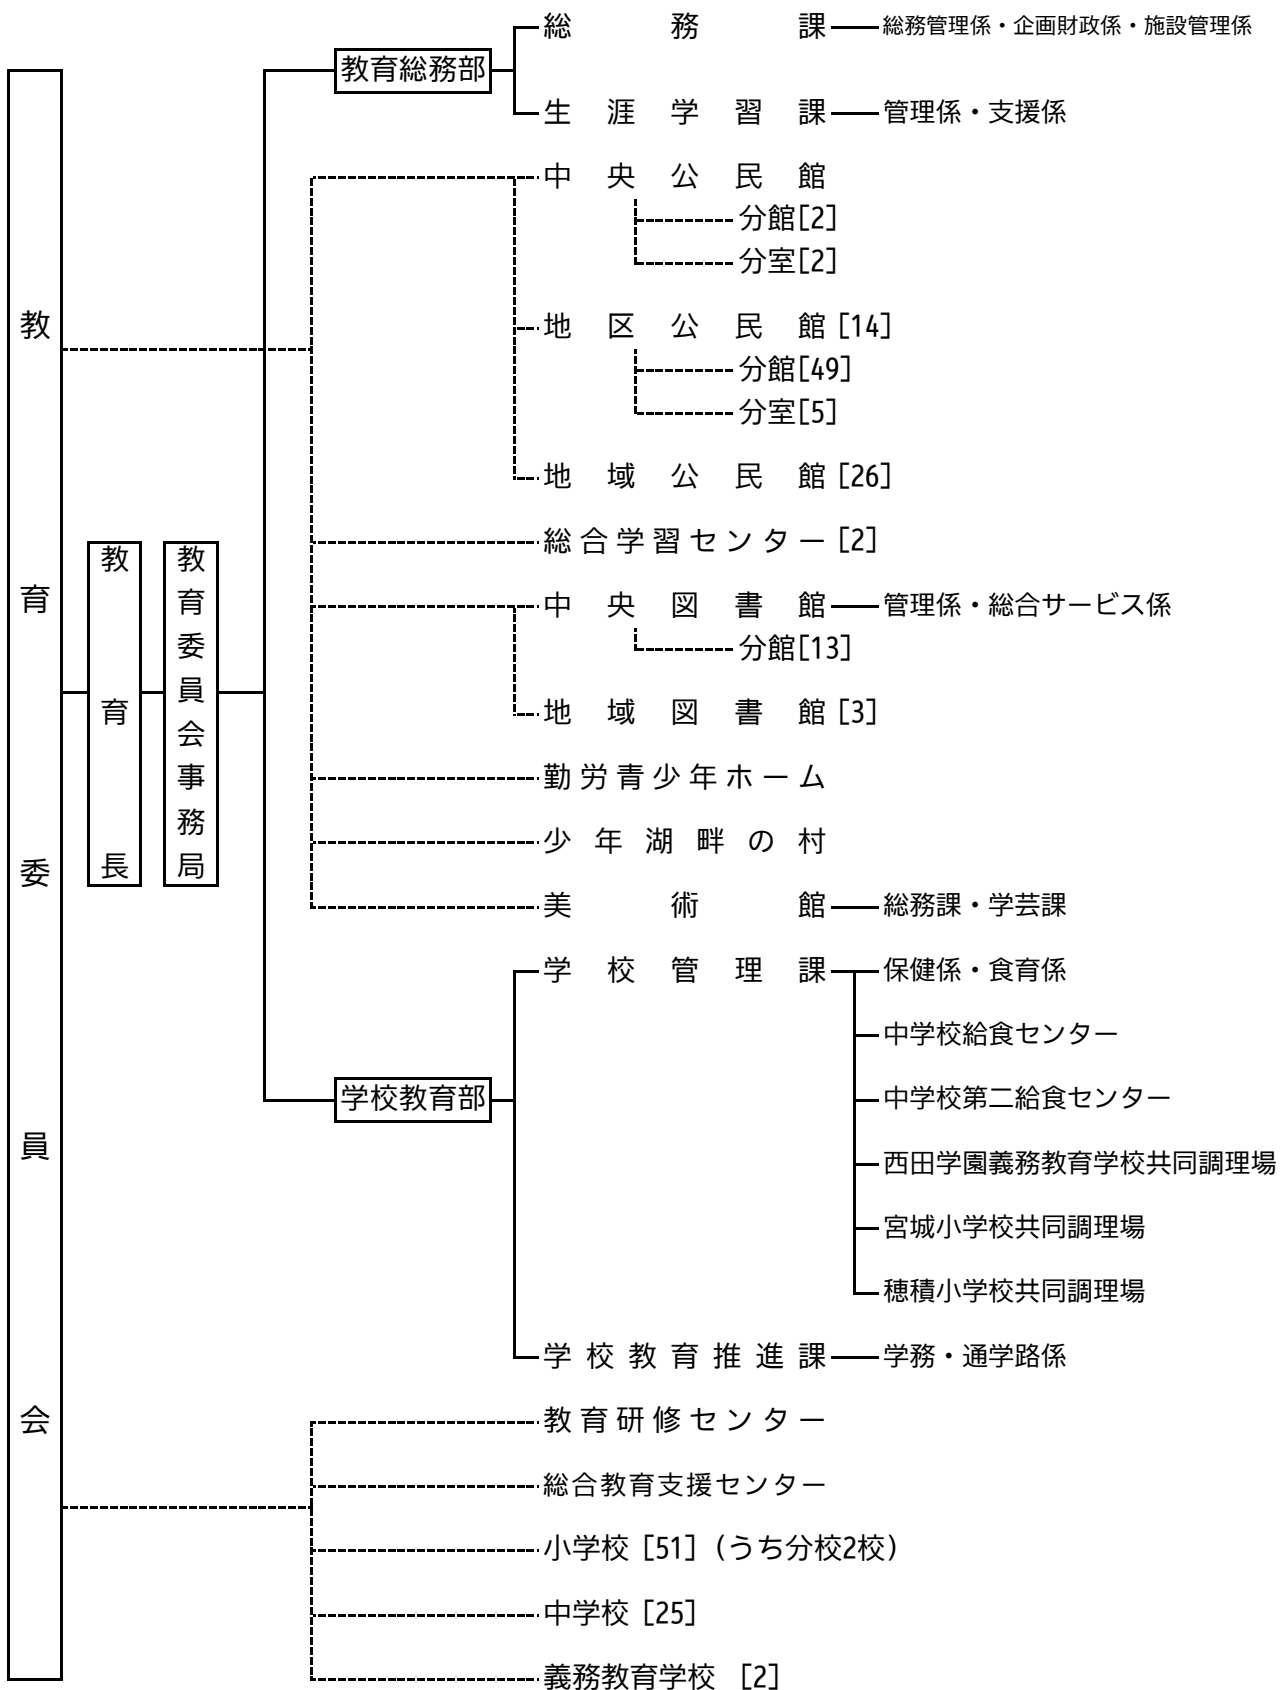 教育委員会
教育長
教育委員会事務局
教育総務部
総務課
総務管理係・企画財政係・施設管理係
生涯学習課
管理係・支援係
中央公民館
分館[2]
分室[2]
地区公民館[14]
分館[49]
分室[5]
地域公民館[26]
総合学習センター[2]
中央図書館
管理係・総合サービス係
分館[13]
地域図書館[3]
勤労青少年ホーム
少年湖畔の村
美術館
総務課・学芸課
学校教育部
学校管理課
保健係・食育係
中学校給食センター
中学校第二給食センター
西田学園義務教育学校共同調理場
宮城小学校共同調理場
穂積小学校共同調理場
学校教育推進課
学務・通学路係
教育研修センター
総合教育支援センター
小学校[51](うち分校2校)
中学校[25]
義務教育学校 [2]